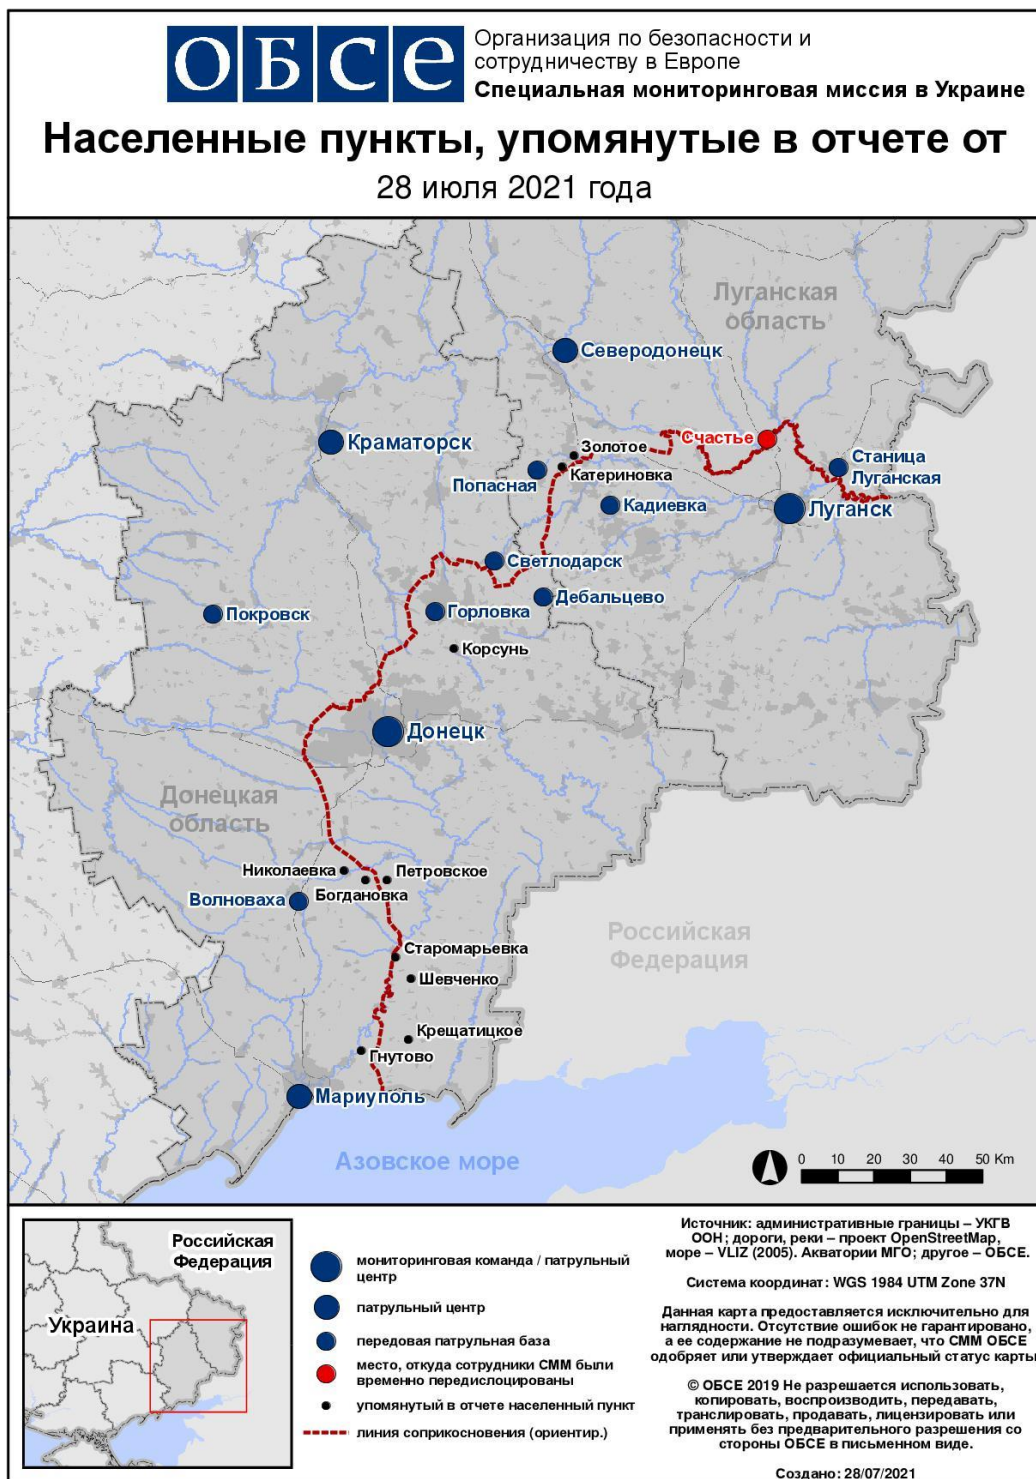 ОБСЕ
Организация по безопасности и
сотрудничеству в Европе
Специальная мониторинговая миссия в Украине
Населенные пункты, упомянутые в отчете от
28 июля 2021 года
Луганская
область
Северодонецк
Краматорск
Счастье
Золотое
Станица
Луганская
Катериновка
Попасная
Кадиевка
Луганск
Светлодарск
Дебальцево
Горловка
Покровск
Корсунь
Донецк
Донецкая
область
Николаевка
Петровское
Богдановка
Волноваха
Российская
Федерация
Старомарьевка
Шевченко
Крещатицкое
Гнутово
Мариуполь
Азовское море
0 10 20 30 40 50 Km
Российская
Федерация
Украина
мониторинговая команда / патрульный
центр
патрульный центр
передовая патрульная база
место, откуда сотрудники СММ были
временно передислоцированы
упомянутый в отчете населенный пункт
линия соприкосновения (ориентир.)
Источник: административные границы – УКГВ
ООН; дороги, реки – проект OpenStreetMap,
море – VLIZ (2005). Акватории МГО; другое – ОБСЕ.
Система координат: WGS 1984 UTM Zone 37N
Данная карта предоставляется исключительно для
наглядности. Отсутствие ошибок не гарантировано,
а ее содержание не подразумевает, что СММ ОБСЕ
одобряет или утверждает официальный статус карты
© ОБСЕ 2019 Не разрешается использовать,
копировать, воспроизводить, передавать,
транслировать, продавать, лицензировать или
применять без предварительного разрешения со
стороны ОБСЕ в письменном виде.
Создано: 28/07/2021